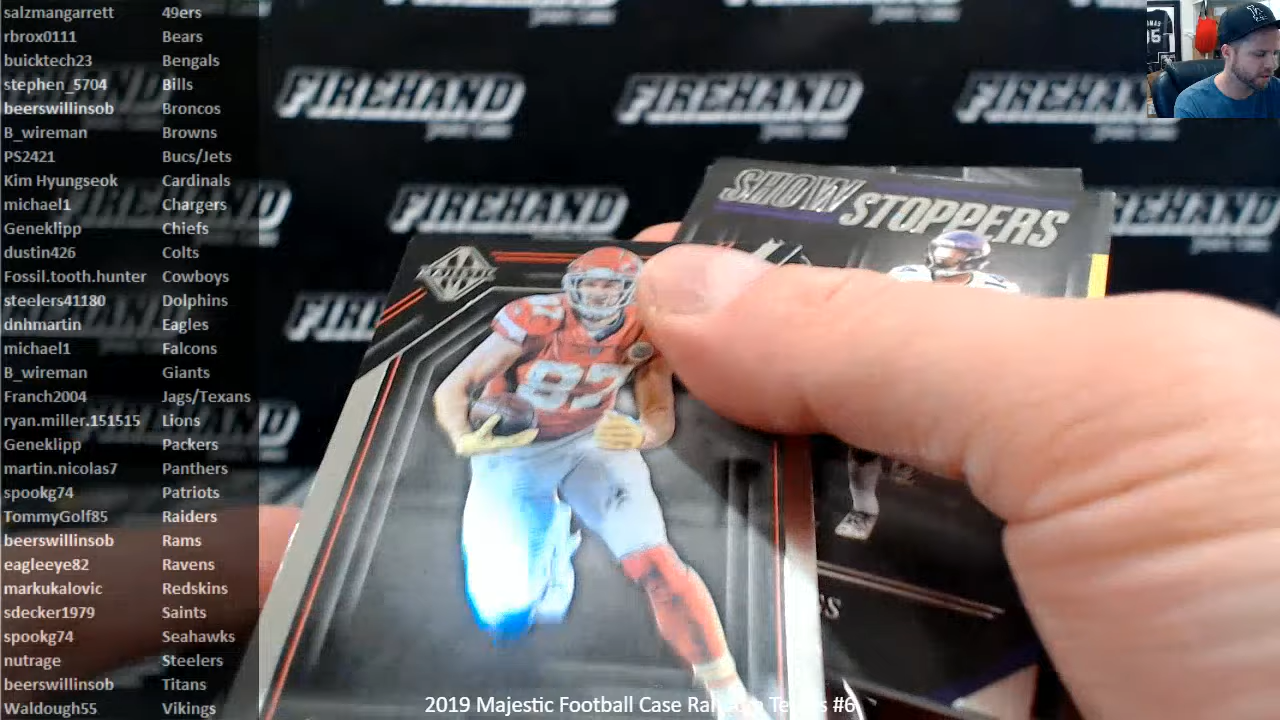 salzmangarrett 49ers
rbrox0111 Bears
buicktech23 Bengals
stephen_5704 Bills
beerswillinsob Broncos
B_wireman Browns
PS2421 Bucs/Jets
Kim Hyungseok Cardinals
michael1 Chargers
Geneklipp Chiefs
dustin426 Colts
Fossil.tooth.hunter Cowboys
steelers41180 Dolphins
dnhmartin Eagles
michael1 Falcons
B_wireman Giants
Franch2004 Jags/Texans
ryan.miller.151515 Lions
Geneklipp Packers
martin.nicolas7 Panthers
spookg74 Patriots
TommyGolf85 Raiders
beerswillinsob Rams
eagleeye82 Ravens
markukalovic Redskins
sdecker1979 Saints
spookg74 Seahawks
nutrage Steelers
beerswillinsob Titans
Waldough55 Vikings
FIREHAND
FIREHAND
FIREHAND
FIREHAND
FIREHAND
SHOW STOPPERS
MAJESTIC
87
2019 Majestic Football Case #6